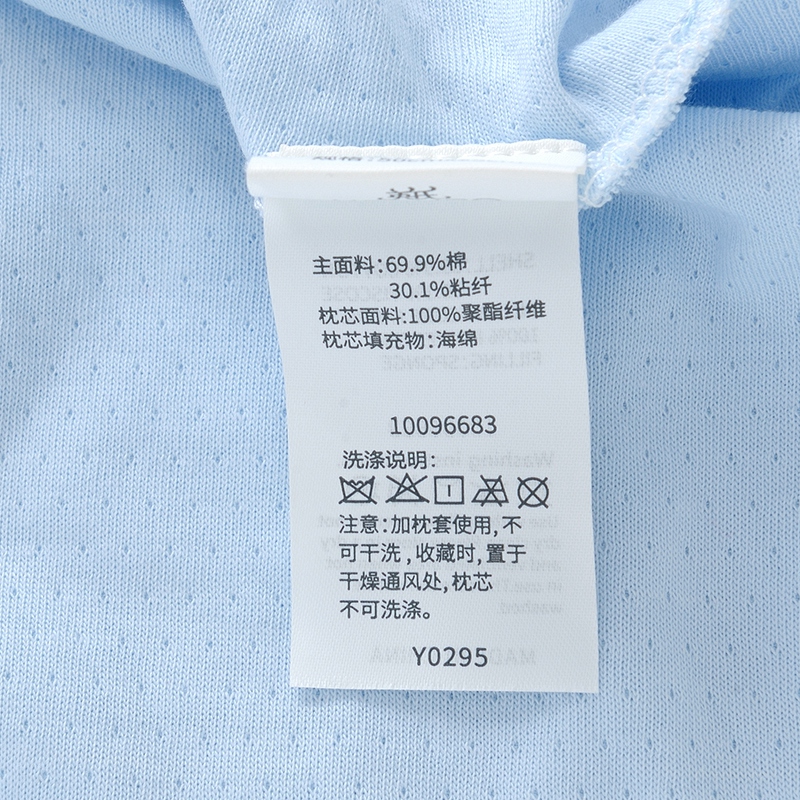 主面料：69.9%棉
30.1%粘纤
枕芯面料:100%聚酯纤维
枕芯填充物：海绵
10096683
洗涤说明：
注意：加枕套使用，不
可干洗，收藏时，置于
干燥通风处，枕芯
不可洗涤。
Y0295